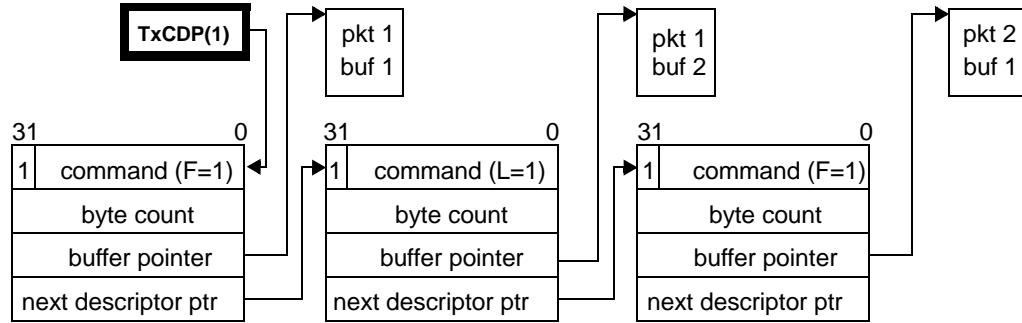 TxCDP(1)
pkt 1
buf 1
pkt 1
buf 2
pkt 2
buf 1
31 0
1 command (F=1)
byte count
buffer pointer
next descriptor ptr
31 0
1 command (L=1)
byte count
buffer pointer
next descriptor ptr
31 0
1 command (F=1)
byte count
buffer pointer
next descriptor ptr